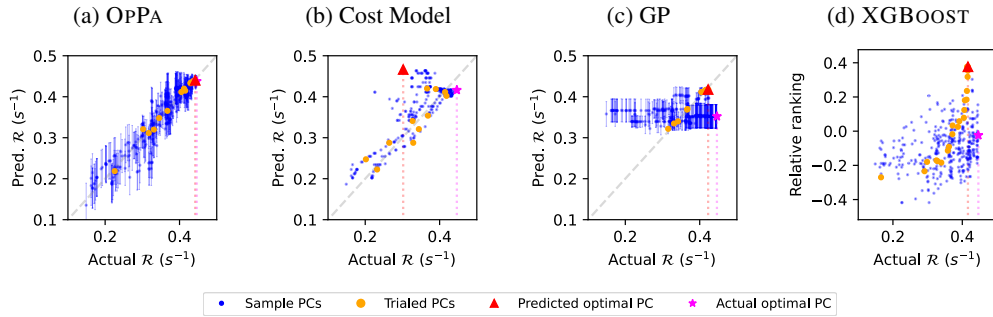 (a) OPPA
(b) Cost Model
(c) GP
(d) XGBOOST
Pred. R (s⁻¹)
0.5
0.4
0.3
0.2
0.1
0.2
0.4
Actual R (s⁻¹)
Pred. R (s⁻¹)
0.5
0.4
0.3
0.2
0.1
0.2
0.4
Actual R (s⁻¹)
Pred. R (s⁻¹)
0.5
0.4
0.3
0.2
0.1
0.2
0.4
Actual R (s⁻¹)
Relative ranking
0.4
0.2
0.0
−0.2
−0.4
0.2
0.4
Actual R (s⁻¹)
Sample PCs
Trialed PCs
Predicted optimal PC
Actual optimal PC